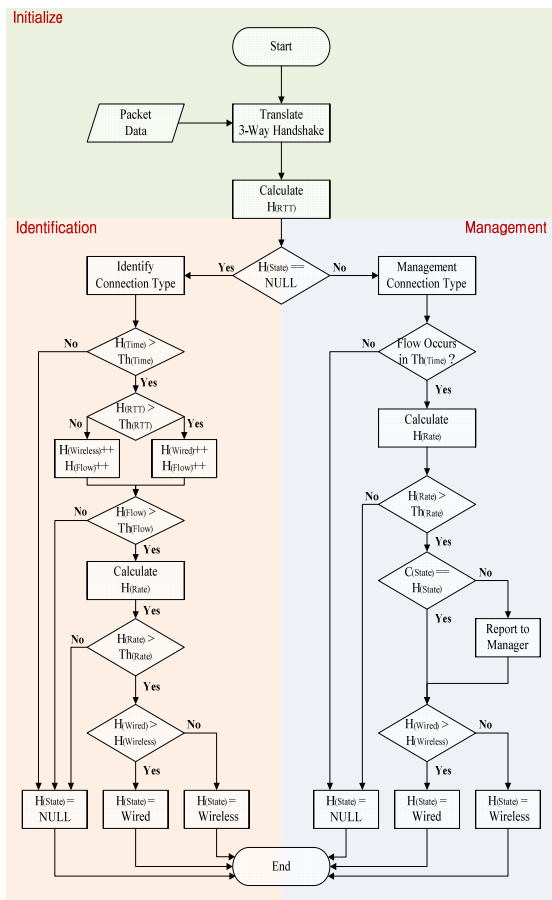 Initialize
Start
Packet
Data
Translate
3-Way Handshake
Calculate
H(RTT)
Identification
Management
Identify
Connection Type
Yes
H(State) ==
NULL
No
Management
Connection Type
No
H(Time) >
Th(Time)
Yes
No
Flow Occurs
in Th(Time) ?
Yes
No
H(RTT) >
Th(RTT)
Yes
Calculate
H(Rate)
H(Wireless)++
H(Flow)++
H(Wired)++
H(Flow)++
No
H(Flow) >
Th(Flow)
Yes
No
H(Rate) >
Th(Rate)
Yes
Calculate
H(Rate)
Yes
C(State) ==
H(State)
No
Yes
Report to
Manager
No
H(Rate) >
Th(Rate)
Yes
H(Wired) >
H(Wireless)
No
Yes
H(Wired) >
H(Wireless)
No
Yes
H(State) =
NULL
H(State) =
Wired
H(State) =
Wireless
H(State) =
NULL
H(State) =
Wired
H(State) =
Wireless
End